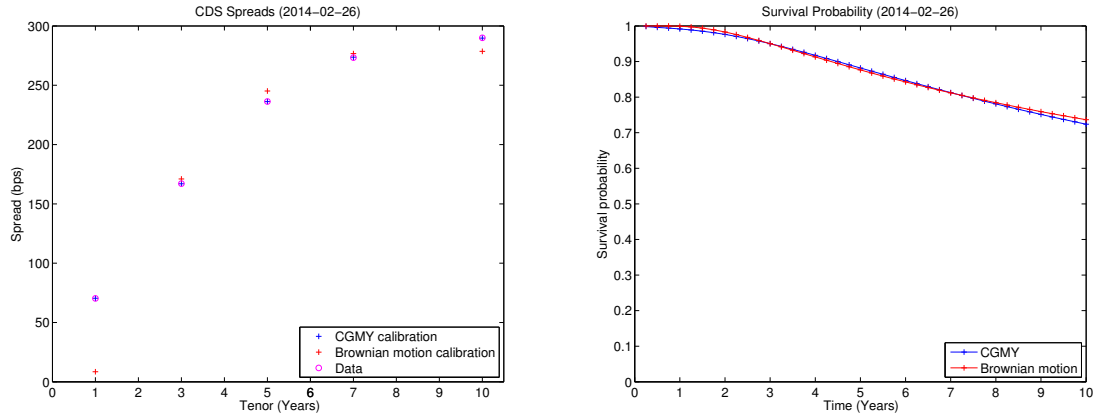 CDS Spreads (2014−02−26)
300
250
200
150
100
50
0
Spread (bps)
0 1 2 3 4 5 6 7 8 9 10
Tenor (Years)
CGMY calibration
Brownian motion calibration
Data
Survival Probability (2014−02−26)
1
0.9
0.8
0.7
0.6
0.5
0.4
0.3
0.2
0.1
0
Survival probability
0 1 2 3 4 5 6 7 8 9 10
Time (Years)
CGMY
Brownian motion